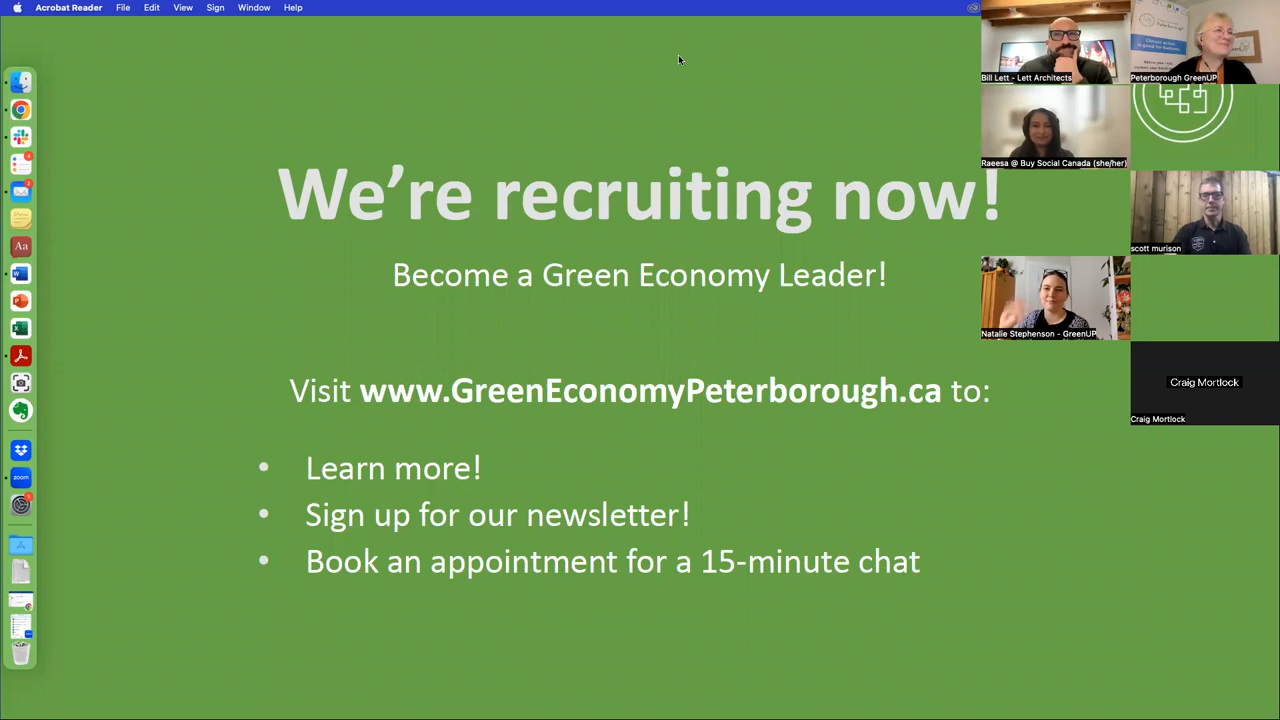 Acrobat Reader File Edit View Sign Window Help
We're recruiting now!
Become a Green Economy Leader!
Visit www.GreenEconomyPeterborough.ca to:
• Learn more!
• Sign up for our newsletter!
• Book an appointment for a 15-minute chat
Bill Lett - Lett Architects
Peterborough GreenUP
Raeesa @ Buy Social Canada (she/her)
scott murison
Natalie Stephenson - GreenUP
Craig Mortlock
Craig Mortlock
Aa
zoom